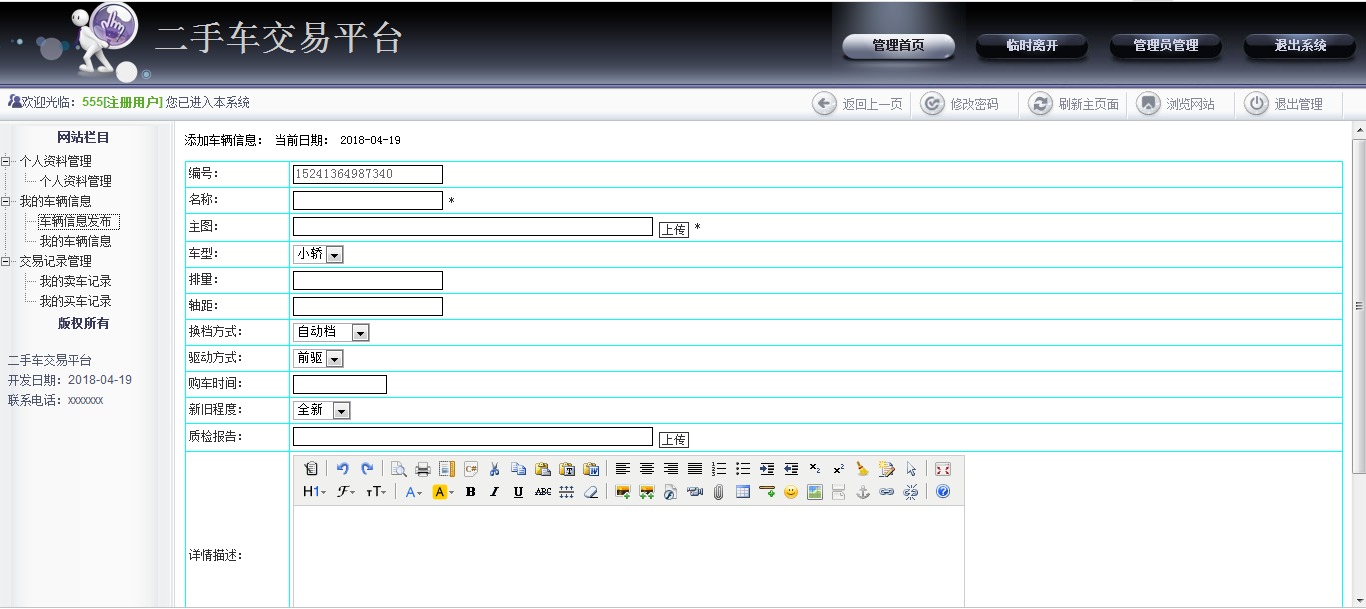 二手车交易平台
管理首页 临时离开 管理员管理 退出系统
欢迎光临：555[注册用户] 您已进入本系统
返回上一页 修改密码 刷新主页面 浏览网站 退出管理
网站栏目
个人资料管理
个人资料管理
我的车辆信息
车辆信息发布
我的车辆信息
交易记录管理
我的卖车记录
我的买车记录
版权所有
二手车交易平台
开发日期：2018-04-19
联系电话：xxxxxxx
添加车辆信息： 当前日期： 2018-04-19
编号： 15241364987340
名称： *
主图： 上传 *
车型： 小轿
排量：
轴距：
换档方式： 自动档
驱动方式： 前驱
购车时间：
新旧程度： 全新
质检报告： 上传
C# T W x₂ x²
H1 F тT A A B I U ABC
详情描述：